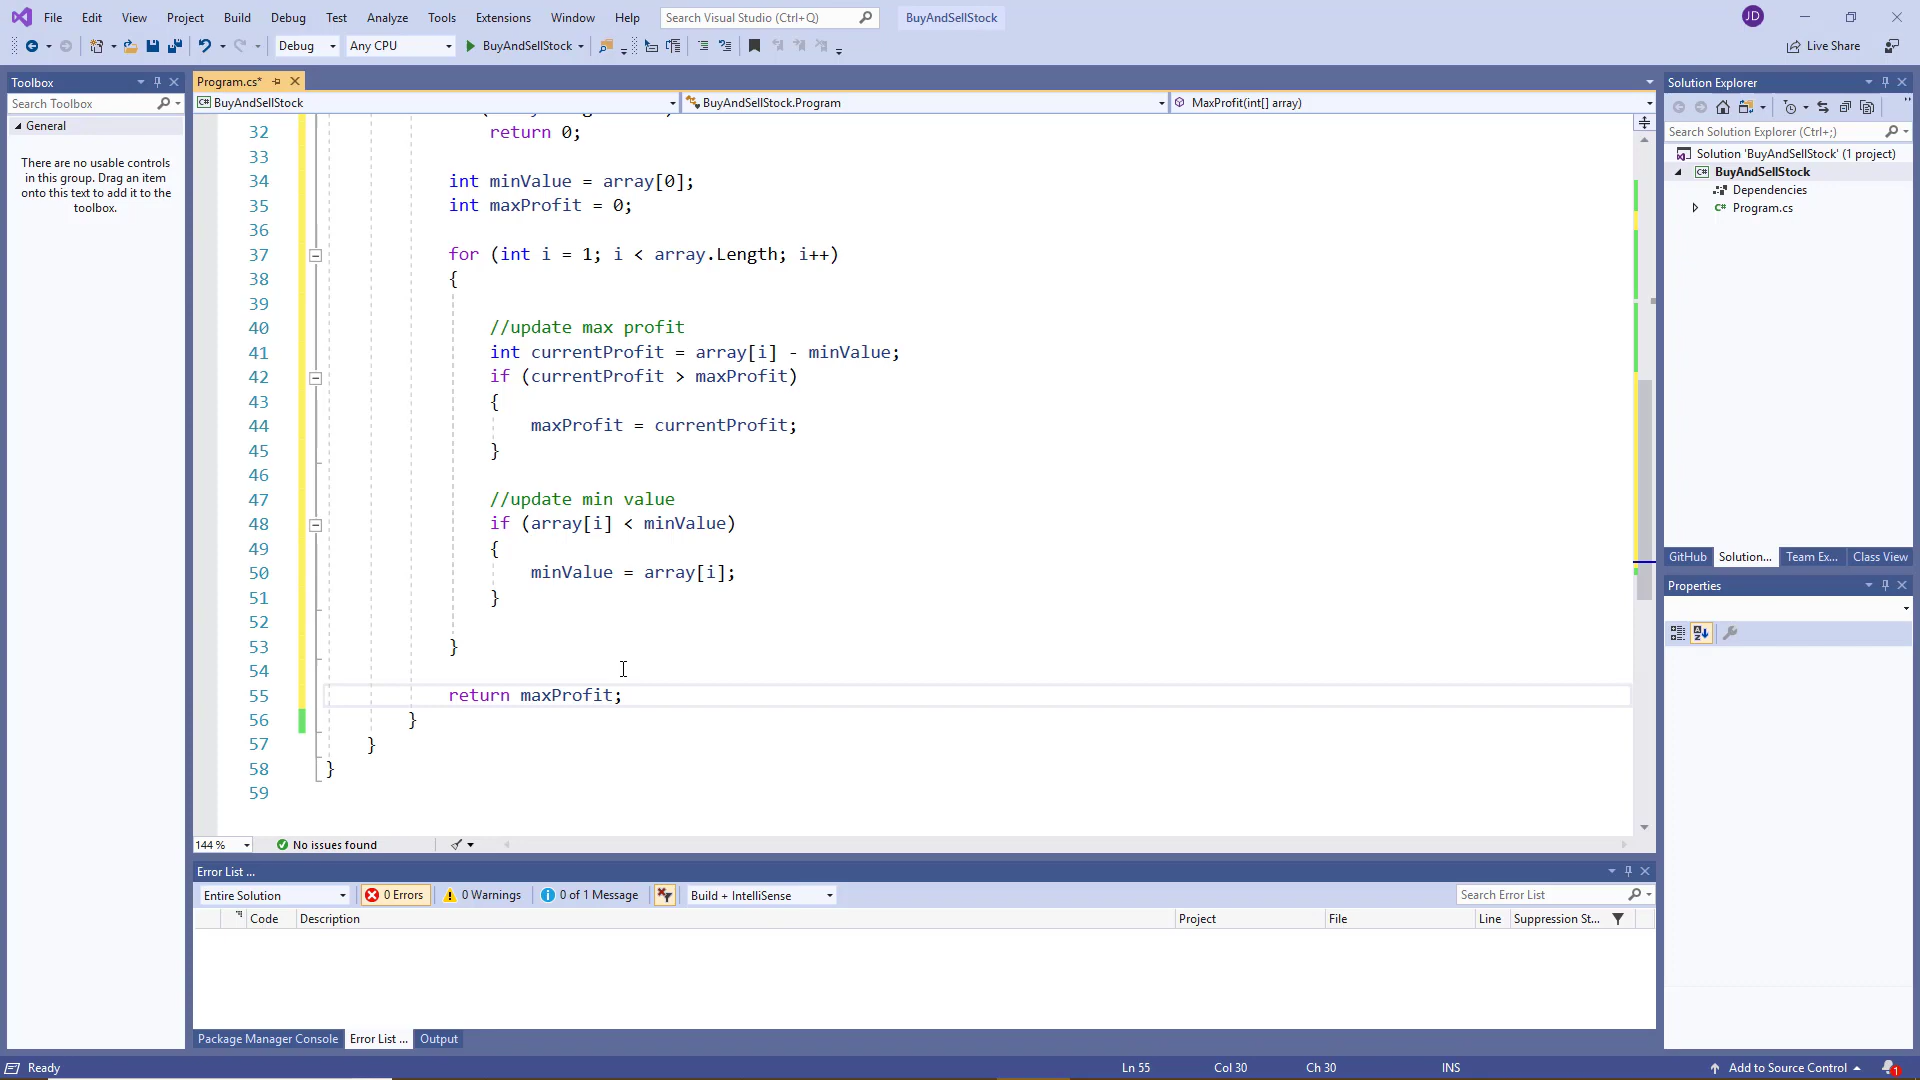 File Edit View Project Build Debug Test Analyze Tools Extensions Window Help Search Visual Studio (Ctrl+Q) BuyAndSellStock JD
Debug Any CPU BuyAndSellStock Live Share
Toolbox
Search Toolbox
General
There are no usable controls
in this group. Drag an item
onto this text to add it to the
toolbox.
Program.cs*
BuyAndSellStock BuyAndSellStock.Program MaxProfit(int[] array)
32 return 0;
33
34 int minValue = array[0];
35 int maxProfit = 0;
36
37 for (int i = 1; i < array.Length; i++)
38 {
39
40 //update max profit
41 int currentProfit = array[i] - minValue;
42 if (currentProfit > maxProfit)
43 {
44 maxProfit = currentProfit;
45 }
46
47 //update min value
48 if (array[i] < minValue)
49 {
50 minValue = array[i];
51 }
52
53 }
54
55 return maxProfit;
56 }
57 }
58 }
59
144 % No issues found
Error List ...
Entire Solution 0 Errors 0 Warnings 0 of 1 Message Build + IntelliSense Search Error List
Code Description Project File Line Suppression St...
Package Manager Console Error List ... Output
Solution Explorer
Search Solution Explorer (Ctrl+;)
Solution 'BuyAndSellStock' (1 project)
BuyAndSellStock
Dependencies
C# Program.cs
GitHub Solution... Team Ex... Class View
Properties
Ready Ln 55 Col 30 Ch 30 INS Add to Source Control 1